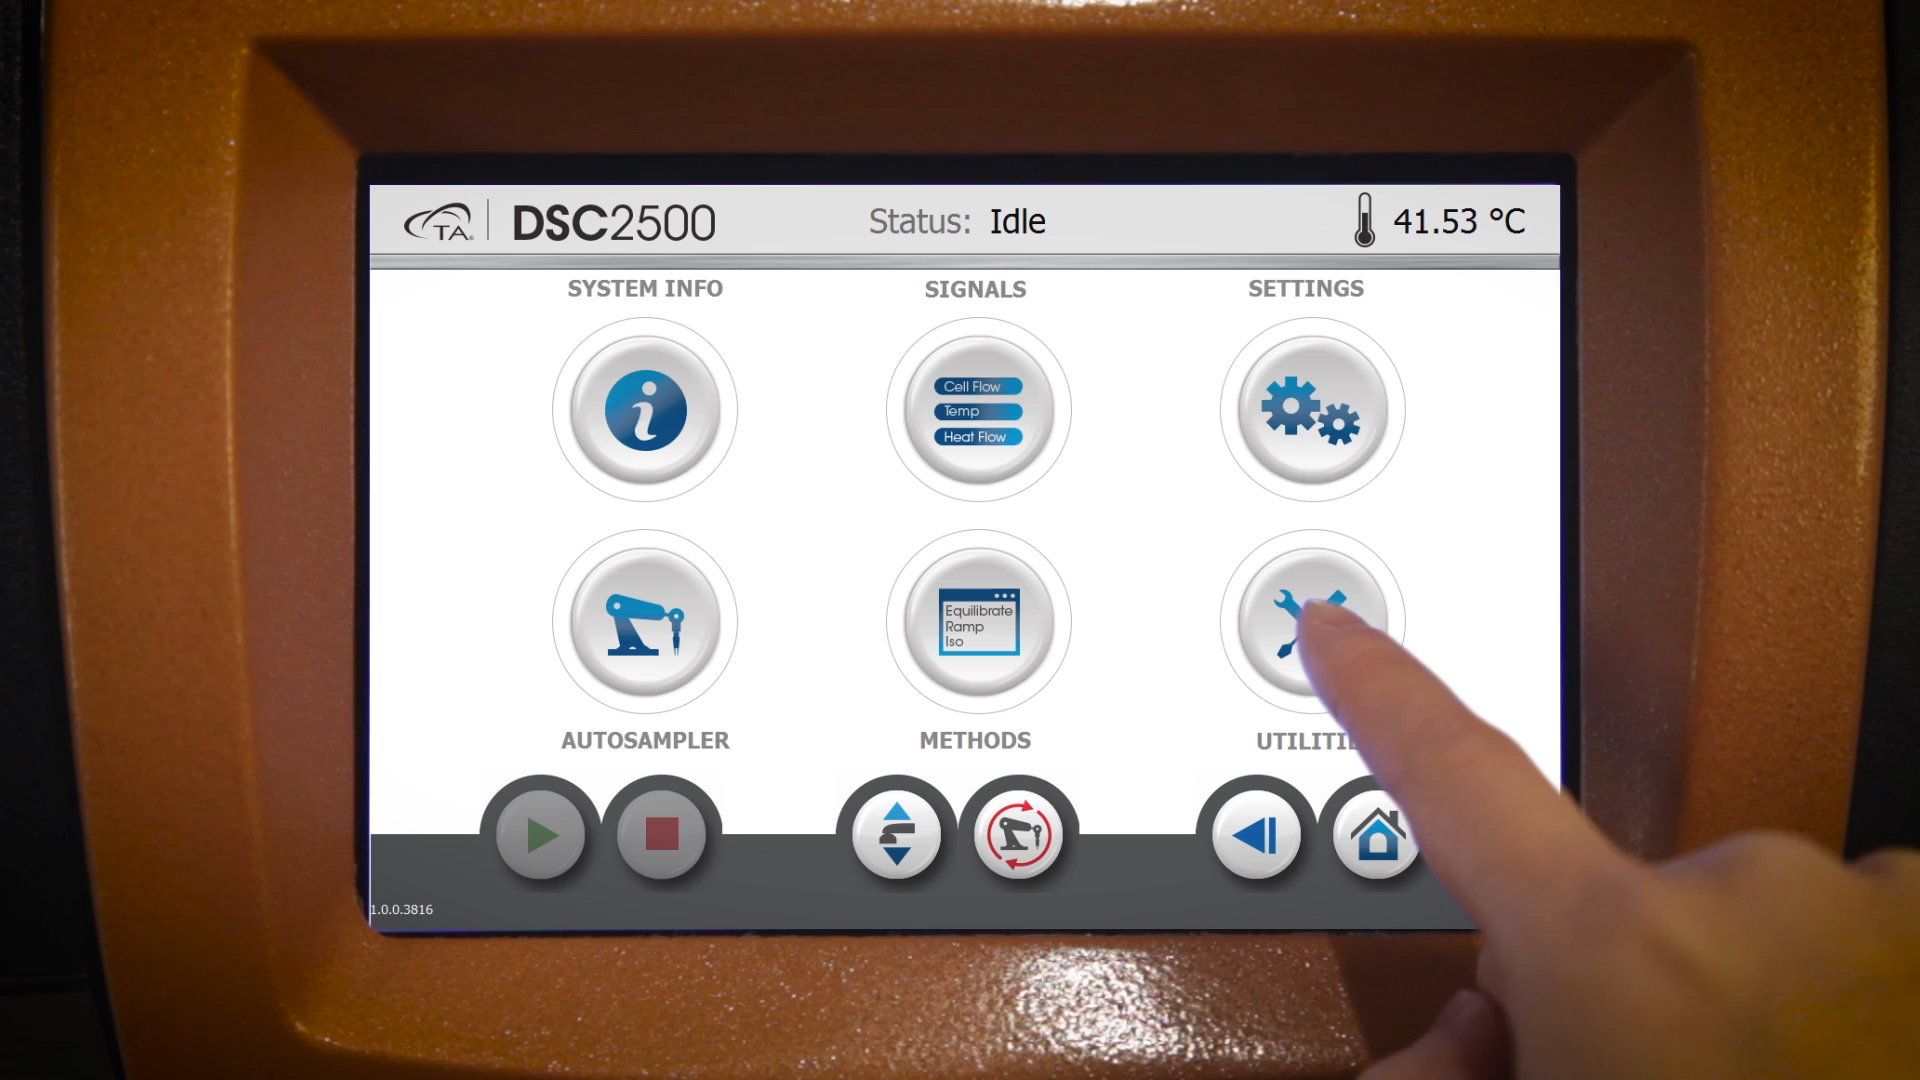 TA
DSC2500
Status: Idle
41.53 °C
SYSTEM INFO
SIGNALS
SETTINGS
Cell Flow
Temp
Heat Flow
Equilibrate
Ramp
Iso
AUTOSAMPLER
METHODS
UTILITIE
1.0.0.3816